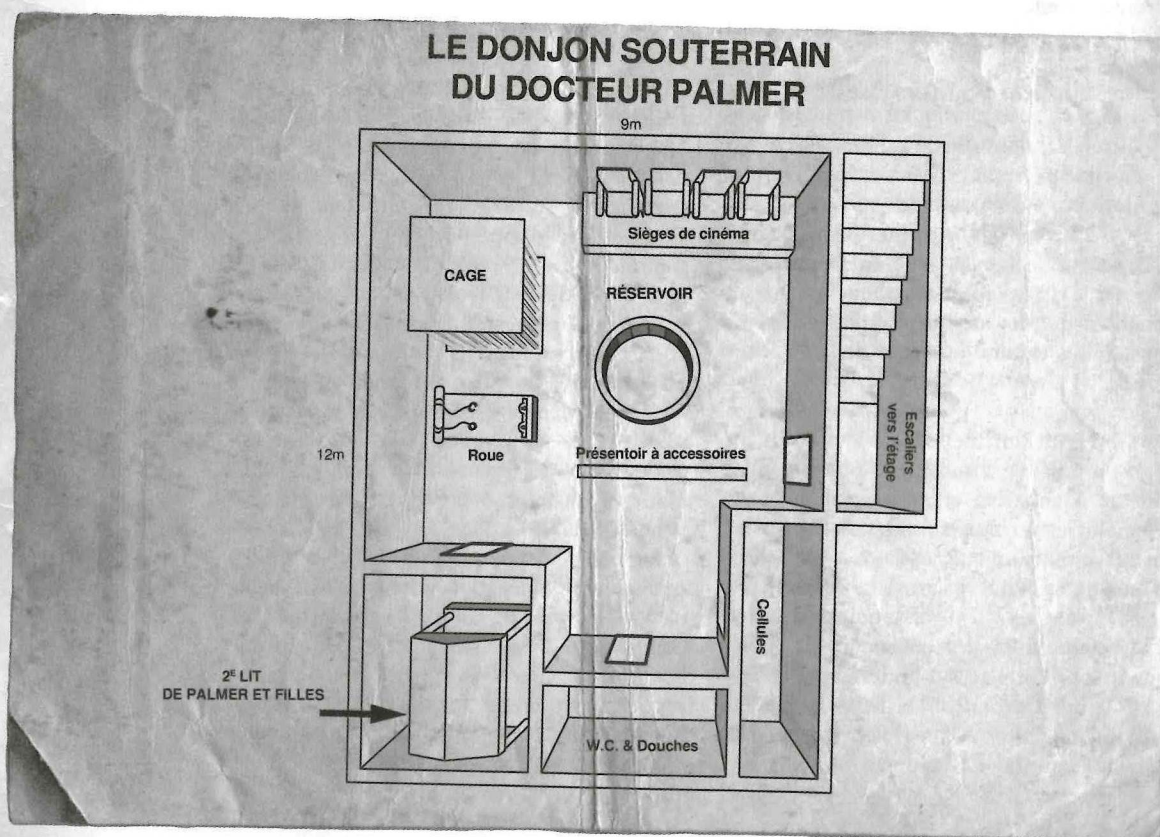 LE DONJON SOUTERRAIN
DU DOCTEUR PALMER
9m
Sièges de cinéma
CAGE
RÉSERVOIR
Escaliers
vers l'étage
12m
Roue
Présentoir à accessoires
Cellules
2E LIT
DE PALMER ET FILLES
W.C. & Douches